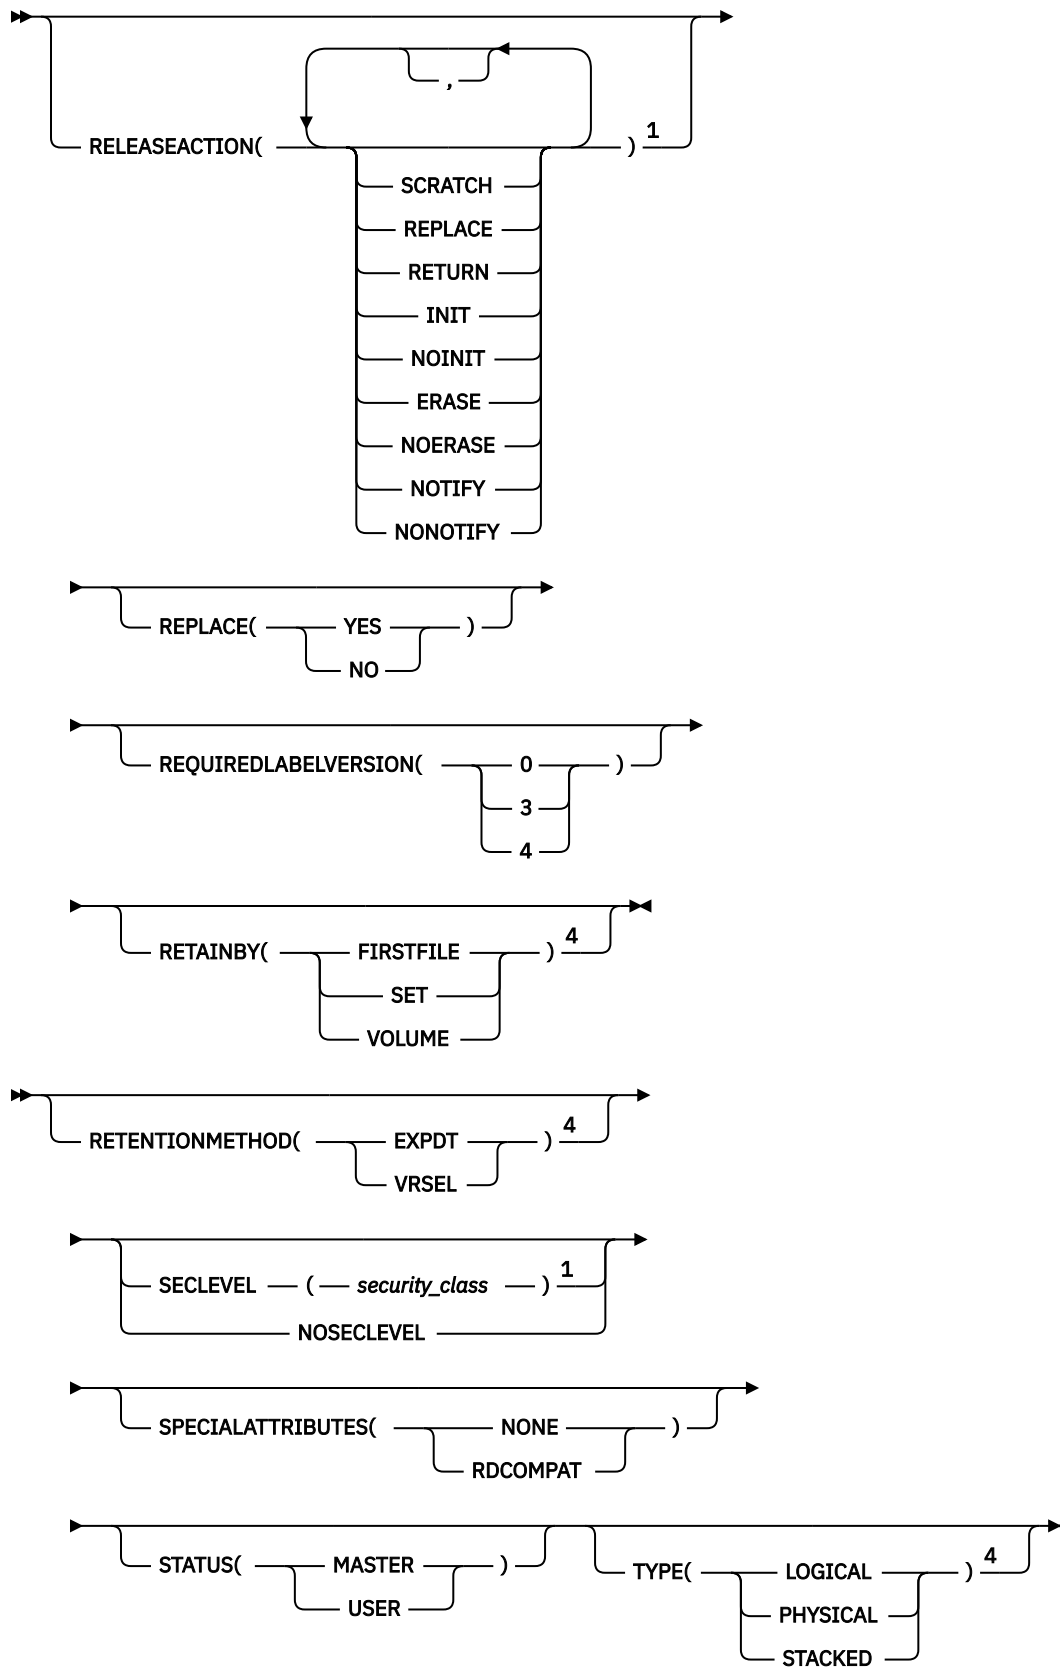 ,
RELEASEACTION( ) 1
SCRATCH
REPLACE
RETURN
INIT
NOINIT
ERASE
NOERASE
NOTIFY
NONOTIFY
REPLACE( YES )
NO
REQUIREDLABELVERSION( 0 )
3
4
RETAINBY( FIRSTFILE ) 4
SET
VOLUME
RETENTIONMETHOD( EXPDT ) 4
VRSEL
SECLEVEL ( security_class ) 1
NOSECLEVEL
SPECIALATTRIBUTES( NONE )
RDCOMPAT
STATUS( MASTER ) TYPE( LOGICAL ) 4
USER PHYSICAL
STACKED